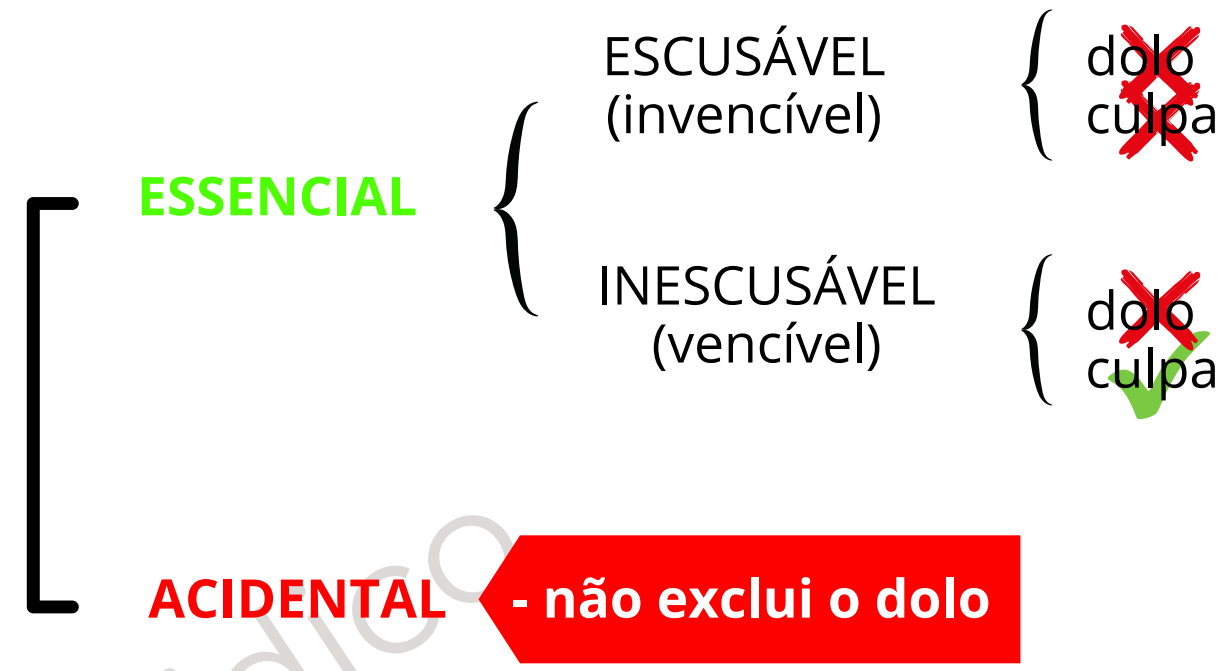 ESCUSÁVEL
(invencível)
dolo
culpa
ESSENCIAL
INESCUSÁVEL
(vencível)
dolo
culpa
ACIDENTAL
- não exclui o dolo